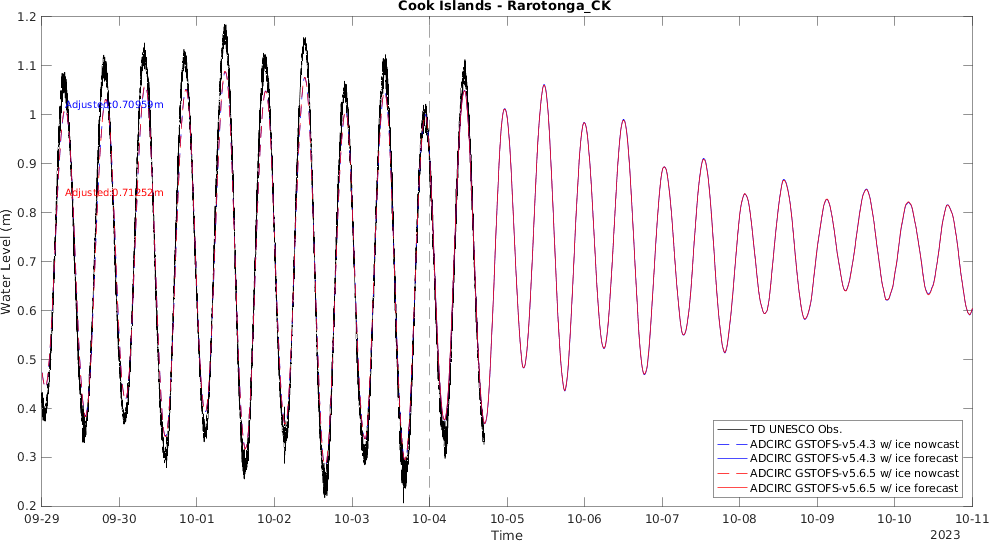 Cook Islands - Rarotonga_CK
1.2
1.1
1
0.9
0.8
0.7
0.6
0.5
0.4
0.3
0.2
Water Level (m)
Adjusted:0.70959m
Adjusted:0.71252m
TD UNESCO Obs.
ADCIRC GSTOFS-v5.4.3 w/ ice nowcast
ADCIRC GSTOFS-v5.4.3 w/ ice forecast
ADCIRC GSTOFS-v5.6.5 w/ ice nowcast
ADCIRC GSTOFS-v5.6.5 w/ ice forecast
09-29 09-30 10-01 10-02 10-03 10-04 10-05 10-06 10-07 10-08 10-09 10-10 10-11
Time
2023